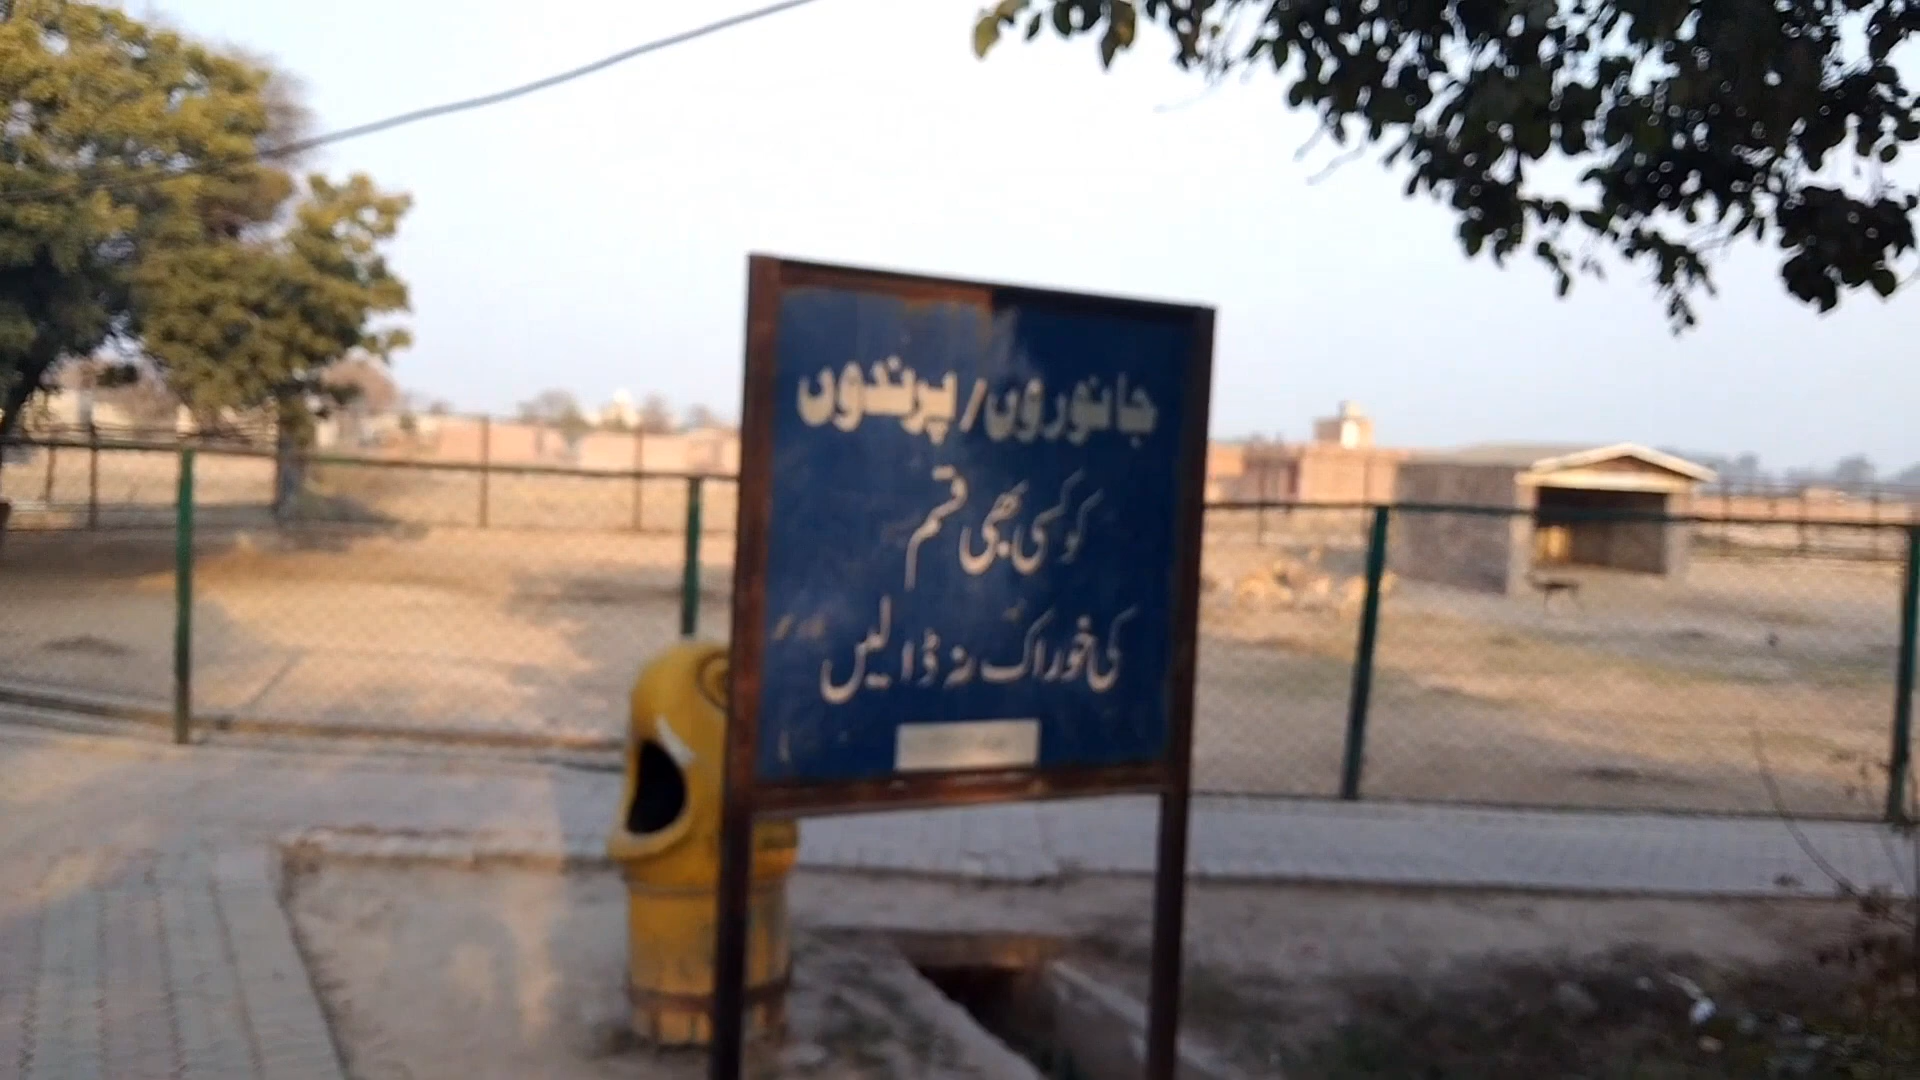 جانوروں/پرندوں
کو کسی بھی قسم
کی خوراک نہ ڈالیں